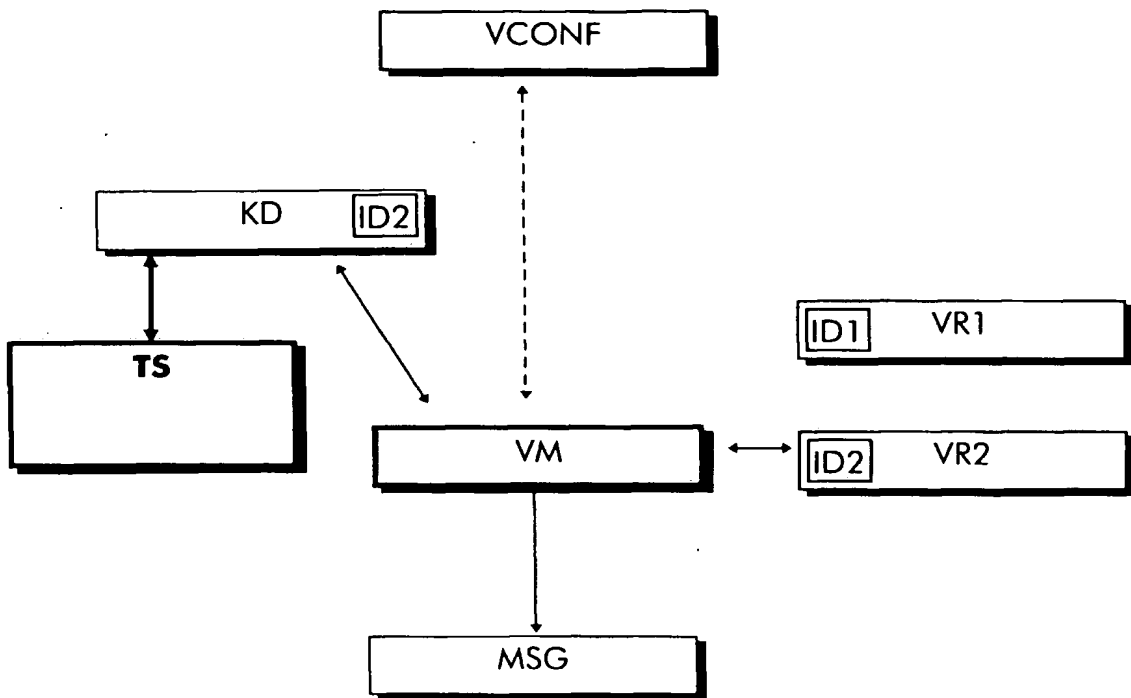 VCONF
KD ID2
TS
ID1 VR1
VM
ID2 VR2
MSG